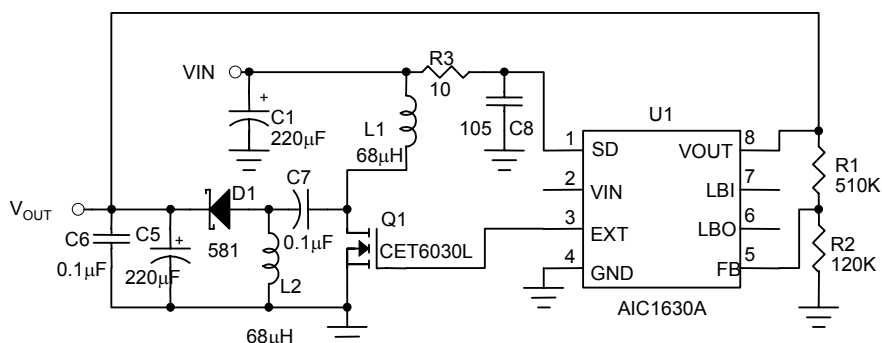 VIN
R3
10
+
C1
220μF
L1
68μH
105 C8
U1
1 SD
2 VIN
3 EXT
4 GND
VOUT 8
LBI 7
LBO 6
FB 5
AIC1630A
R1
510K
R2
120K
VOUT
C6
0.1μF
C5
+
220μF
D1
581
C7
0.1μF
L2
68μH
Q1
CET6030L